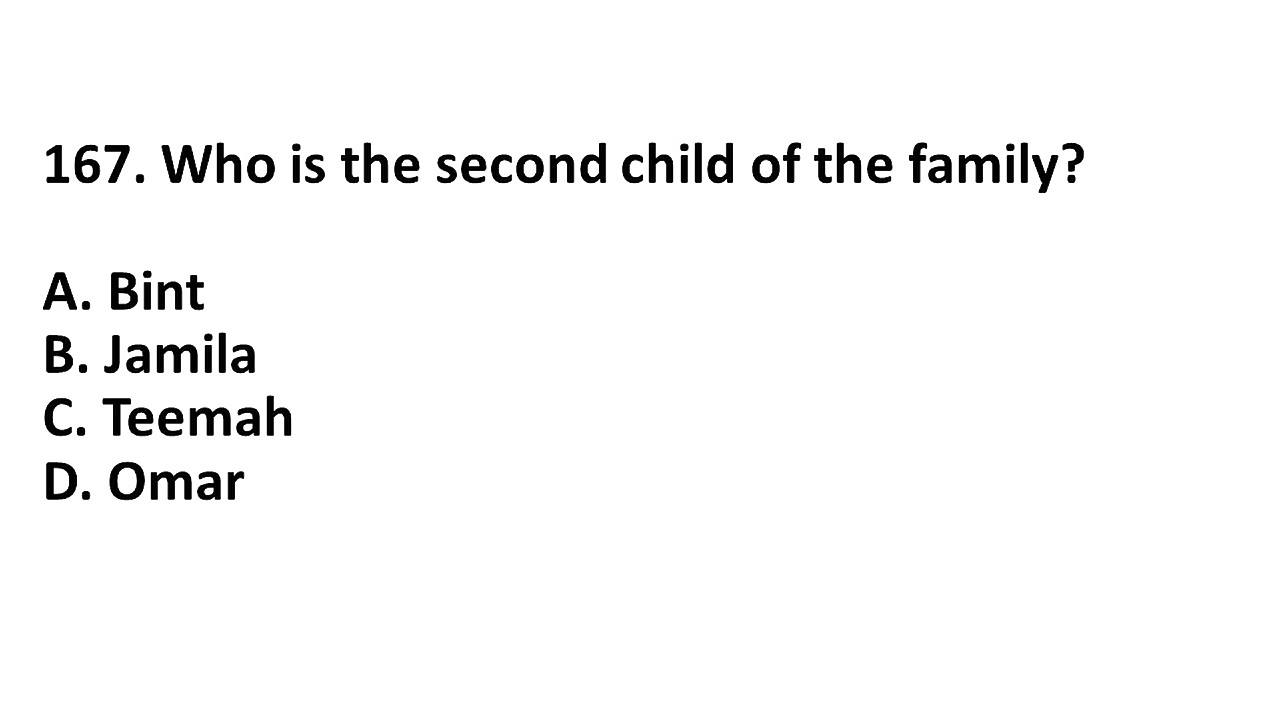 167. Who is the second child of the family?
A. Bint
B. Jamila
C. Teemah
D. Omar